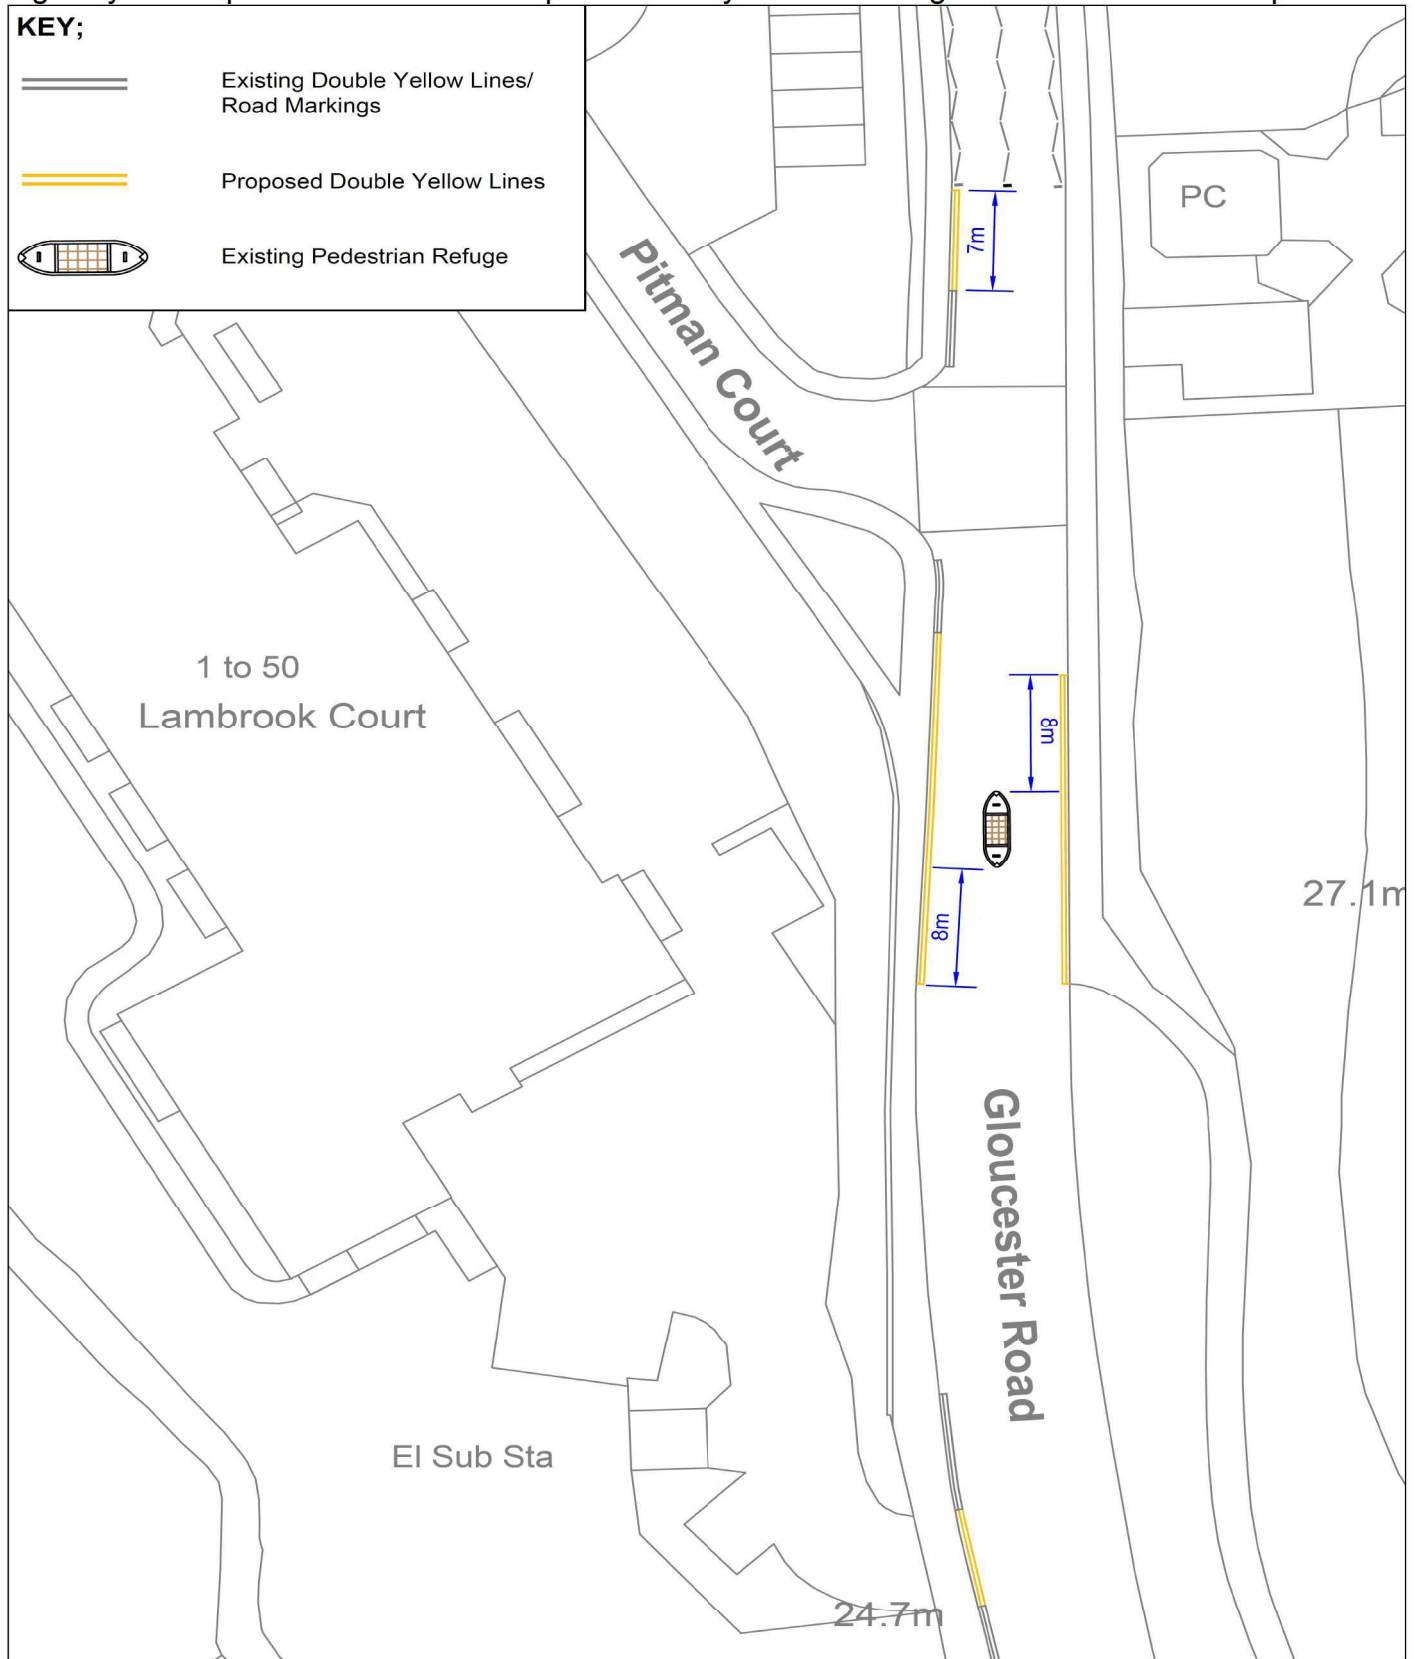 KEY;
Existing Double Yellow Lines/
Road Markings
Proposed Double Yellow Lines
Existing Pedestrian Refuge
PC
7m
Pitman Court
1 to 50
Lambrook Court
8m
27.1m
8m
Gloucester Road
El Sub Sta
24.7m